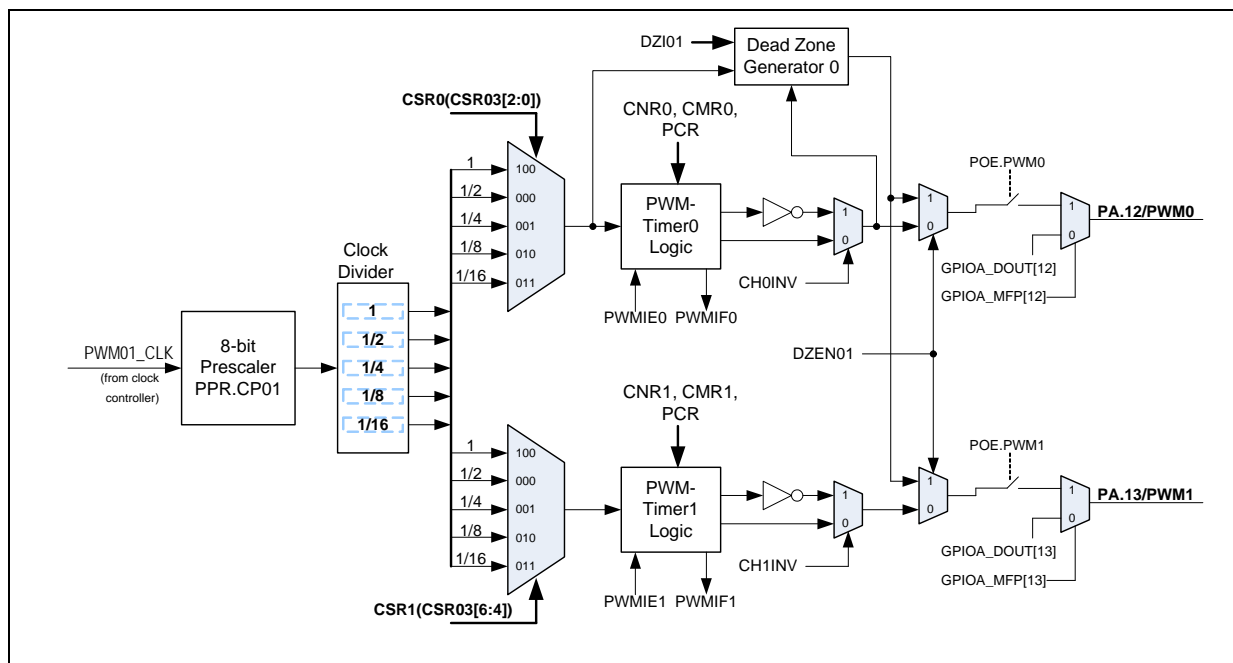 DZI01
Dead Zone
Generator 0
CSR0(CSR03[2:0])
CNR0, CMR0,
PCR
1
1/2
1/4
1/8
1/16
100
000
001
010
011
PWM-
Timer0
Logic
1
0
CH0INV
PWMIE0
PWMIF0
1
0
POE.PWM0
1
0
PA.12/PWM0
GPIOA_DOUT[12]
GPIOA_MFP[12]
Clock
Divider
1
1/2
1/4
1/8
1/16
PWM01_CLK
(from clock
controller)
8-bit
Prescaler
PPR.CP01
DZEN01
CNR1, CMR1,
PCR
1
1/2
1/4
1/8
1/16
100
000
001
010
011
PWM-
Timer1
Logic
1
0
CH1INV
PWMIE1
PWMIF1
1
0
POE.PWM1
1
0
PA.13/PWM1
GPIOA_DOUT[13]
GPIOA_MFP[13]
CSR1(CSR03[6:4])